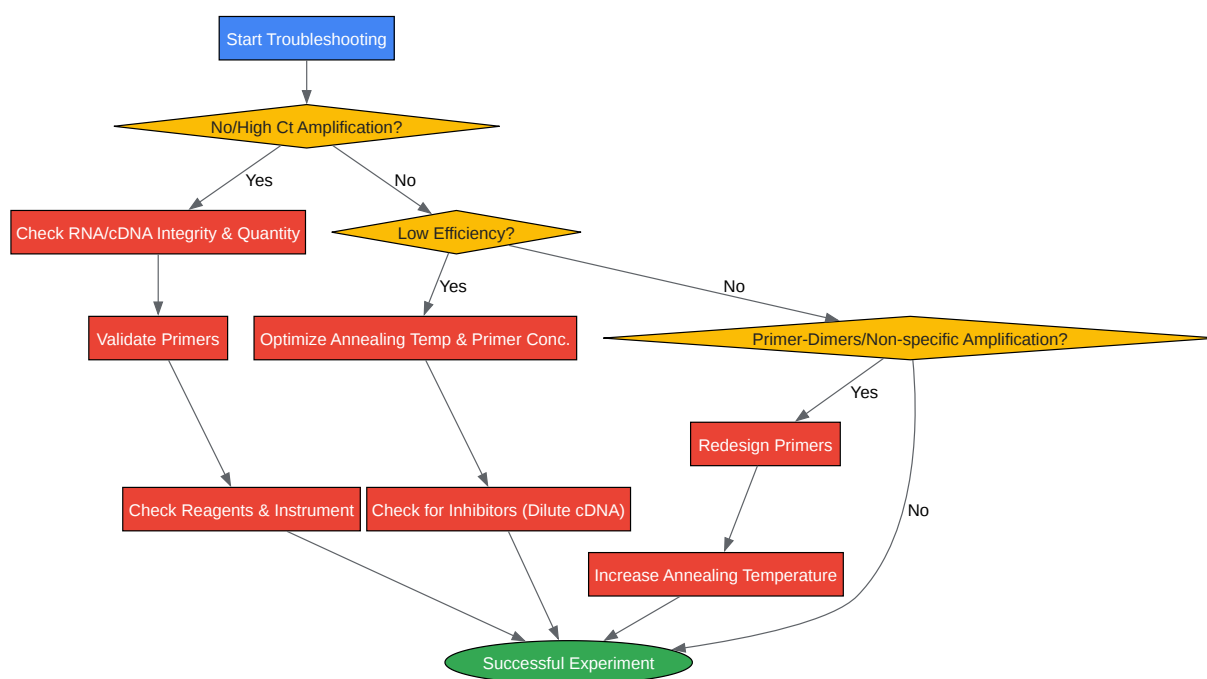 Start Troubleshooting
No/High Ct Amplification?
Yes
No
Check RNA/cDNA Integrity & Quantity
Low Efficiency?
Yes
No
Validate Primers
Optimize Annealing Temp & Primer Conc.
Primer-Dimers/Non-specific Amplification?
Yes
Redesign Primers
Check Reagents & Instrument
Check for Inhibitors (Dilute cDNA)
No
Increase Annealing Temperature
Successful Experiment